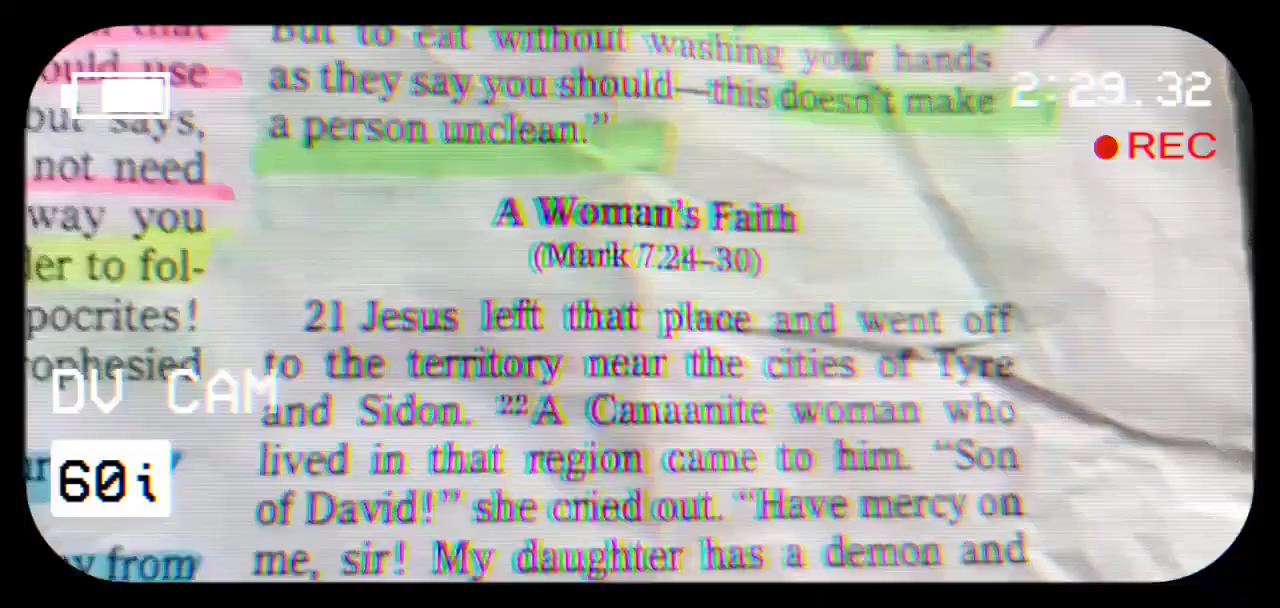 that
ould use
but says,
not need
way you
ler to fol-
pocrites!
rophesied
y from
But to eat without washing your hands
as they say you should—this doesn't make
a person unclean."
A Woman's Faith
(Mark 7.24–30)
21 Jesus left that place and went off
to the territory near the cities of Tyre
and Sidon. 22 A Canaanite woman who
lived in that region came to him. “Son
of David!” she cried out. “Have mercy on
me, sir! My daughter has a demon and
2:29.32
REC
DV CAM
60i